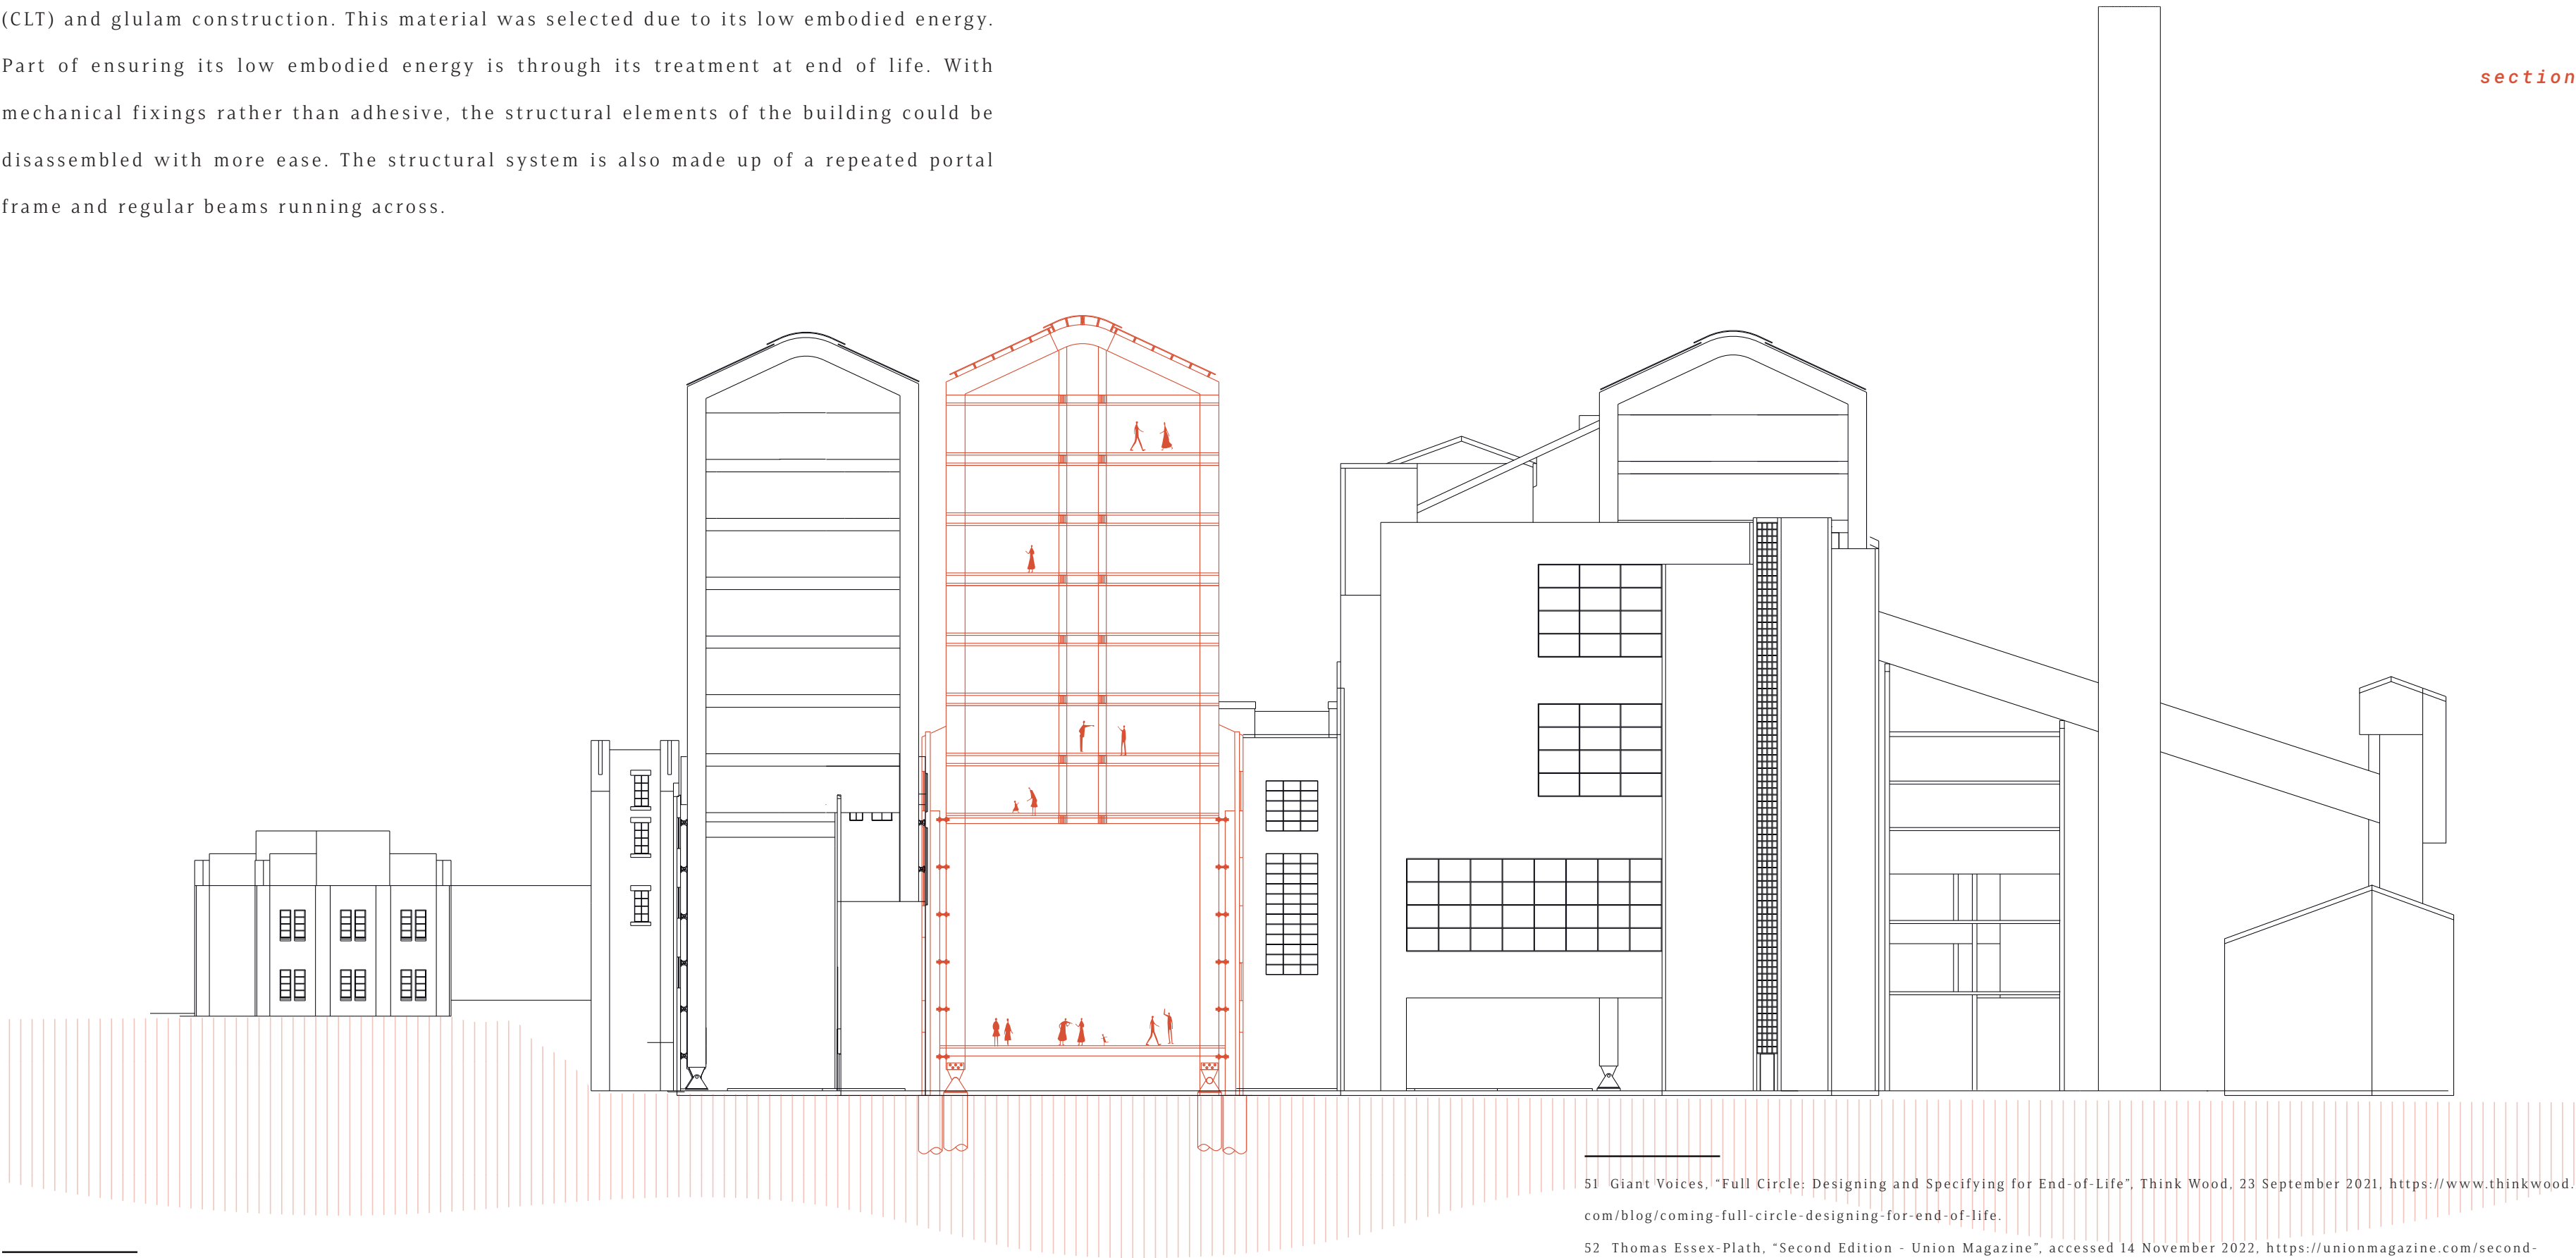 (CLT) and glulam construction. This material was selected due to its low embodied energy.
Part of ensuring its low embodied energy is through its treatment at end of life. With
mechanical fixings rather than adhesive, the structural elements of the building could be
disassembled with more ease. The structural system is also made up of a repeated portal
frame and regular beams running across.
section
51 Giant Voices, “Full Circle: Designing and Specifying for End-of-Life”, Think Wood, 23 September 2021, https://www.thinkwood.
com/blog/coming-full-circle-designing-for-end-of-life.
52 Thomas Essex-Plath, “Second Edition - Union Magazine”, accessed 14 November 2022, https://unionmagazine.com/second-